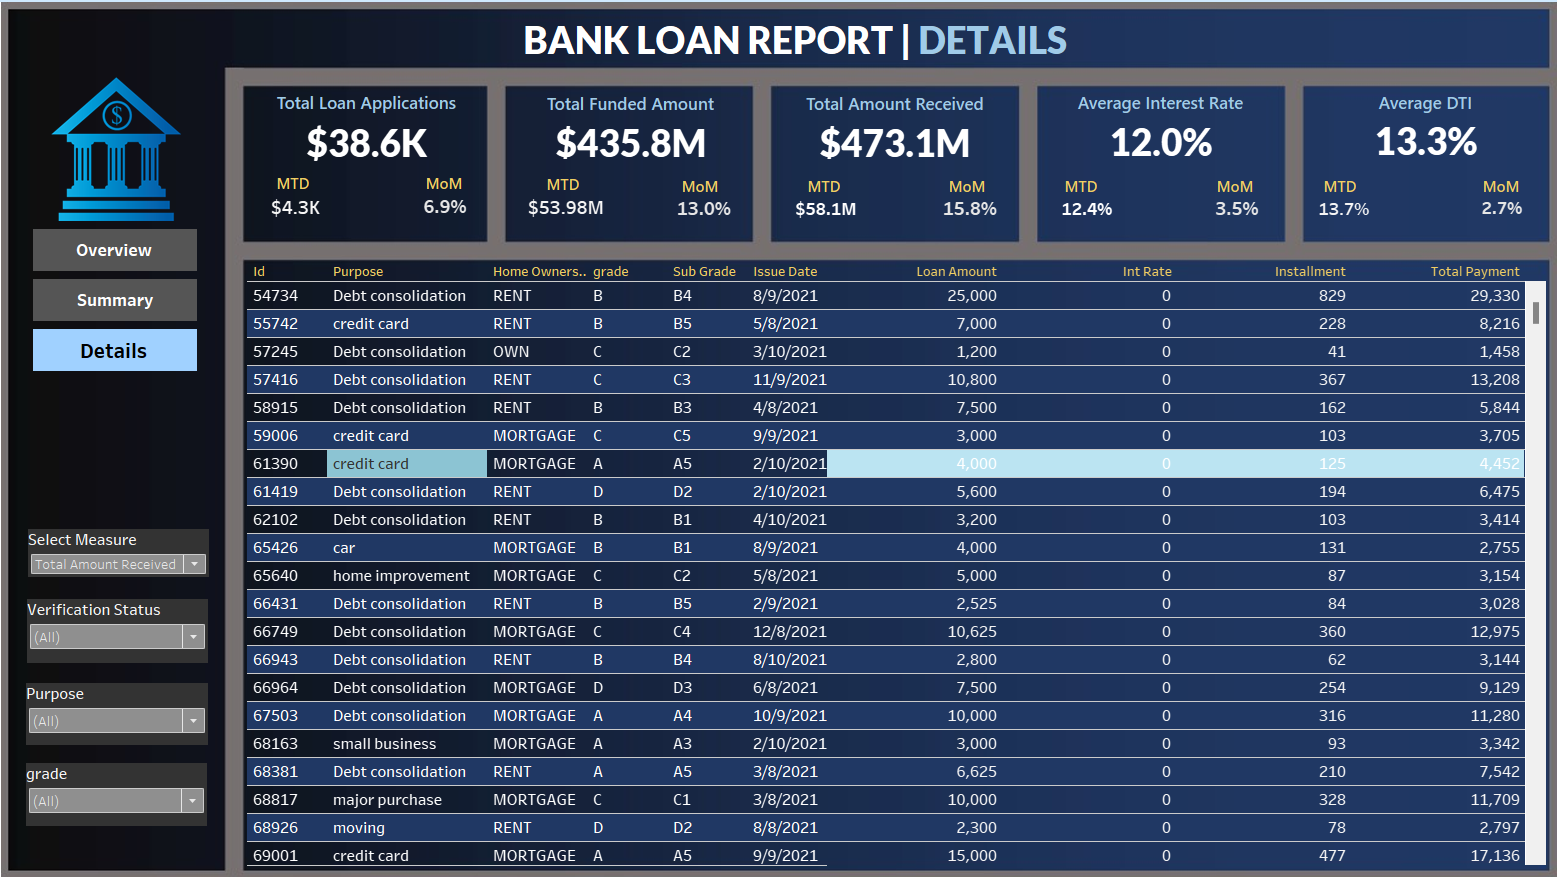 BANK LOAN REPORT | DETAILS
$
Overview
Summary
Details
Select Measure
Total Amount Received
Verification Status
(All)
Purpose
(All)
grade
(All)
Total Loan Applications
$38.6K
MTD MoM
$4.3K 6.9%
Total Funded Amount
$435.8M
MTD MoM
$53.98M 13.0%
Total Amount Received
$473.1M
MTD MoM
$58.1M 15.8%
Average Interest Rate
12.0%
MTD MoM
12.4% 3.5%
Average DTI
13.3%
MTD MoM
13.7% 2.7%
Id Purpose Home Owners.. grade Sub Grade Issue Date Loan Amount Int Rate Installment Total Payment
54734 Debt consolidation RENT B B4 8/9/2021 25,000 0 829 29,330
55742 credit card RENT B B5 5/8/2021 7,000 0 228 8,216
57245 Debt consolidation OWN C C2 3/10/2021 1,200 0 41 1,458
57416 Debt consolidation RENT C C3 11/9/2021 10,800 0 367 13,208
58915 Debt consolidation RENT B B3 4/8/2021 7,500 0 162 5,844
59006 credit card MORTGAGE C C5 9/9/2021 3,000 0 103 3,705
61390 credit card MORTGAGE A A5 2/10/2021 4,000 0 125 4,452
61419 Debt consolidation RENT D D2 2/10/2021 5,600 0 194 6,475
62102 Debt consolidation RENT B B1 4/10/2021 3,200 0 103 3,414
65426 car MORTGAGE B B1 8/9/2021 4,000 0 131 2,755
65640 home improvement MORTGAGE C C2 5/8/2021 5,000 0 87 3,154
66431 Debt consolidation RENT B B5 2/9/2021 2,525 0 84 3,028
66749 Debt consolidation MORTGAGE C C4 12/8/2021 10,625 0 360 12,975
66943 Debt consolidation RENT B B4 8/10/2021 2,800 0 62 3,144
66964 Debt consolidation MORTGAGE D D3 6/8/2021 7,500 0 254 9,129
67503 Debt consolidation MORTGAGE A A4 10/9/2021 10,000 0 316 11,280
68163 small business MORTGAGE A A3 2/10/2021 3,000 0 93 3,342
68381 Debt consolidation RENT A A5 3/8/2021 6,625 0 210 7,542
68817 major purchase MORTGAGE C C1 3/8/2021 10,000 0 328 11,709
68926 moving RENT D D2 8/8/2021 2,300 0 78 2,797
69001 credit card MORTGAGE A A5 9/9/2021 15,000 0 477 17,136